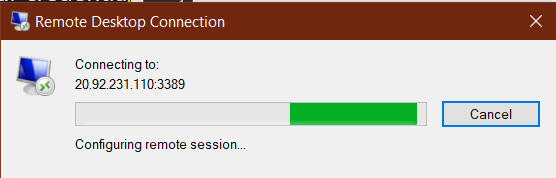 Remote Desktop Connection
Connecting to:
20.92.231.110:3389
Cancel
Configuring remote session...